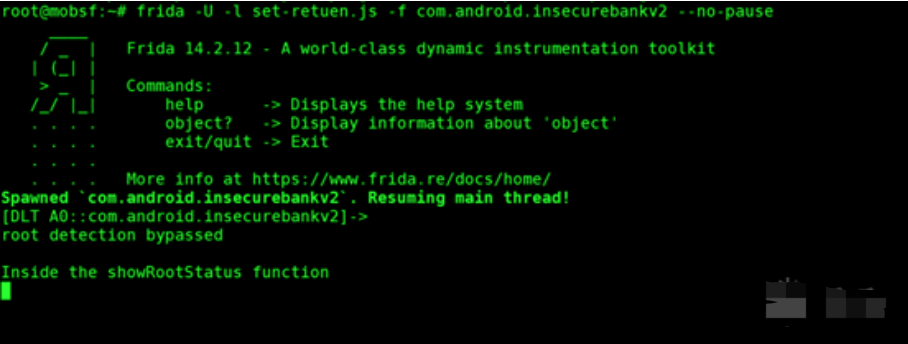 root@mobsf:~# frida -U -l set-retuen.js -f com.android.insecurebankv2 --no-pause
Frida 14.2.12 - A world-class dynamic instrumentation toolkit
Commands:
help -> Displays the help system
object? -> Display information about 'object'
exit/quit -> Exit
More info at https://www.frida.re/docs/home/
Spawned `com.android.insecurebankv2`. Resuming main thread!
[DLT A0::com.android.insecurebankv2]->
root detection bypassed
Inside the showRootStatus function